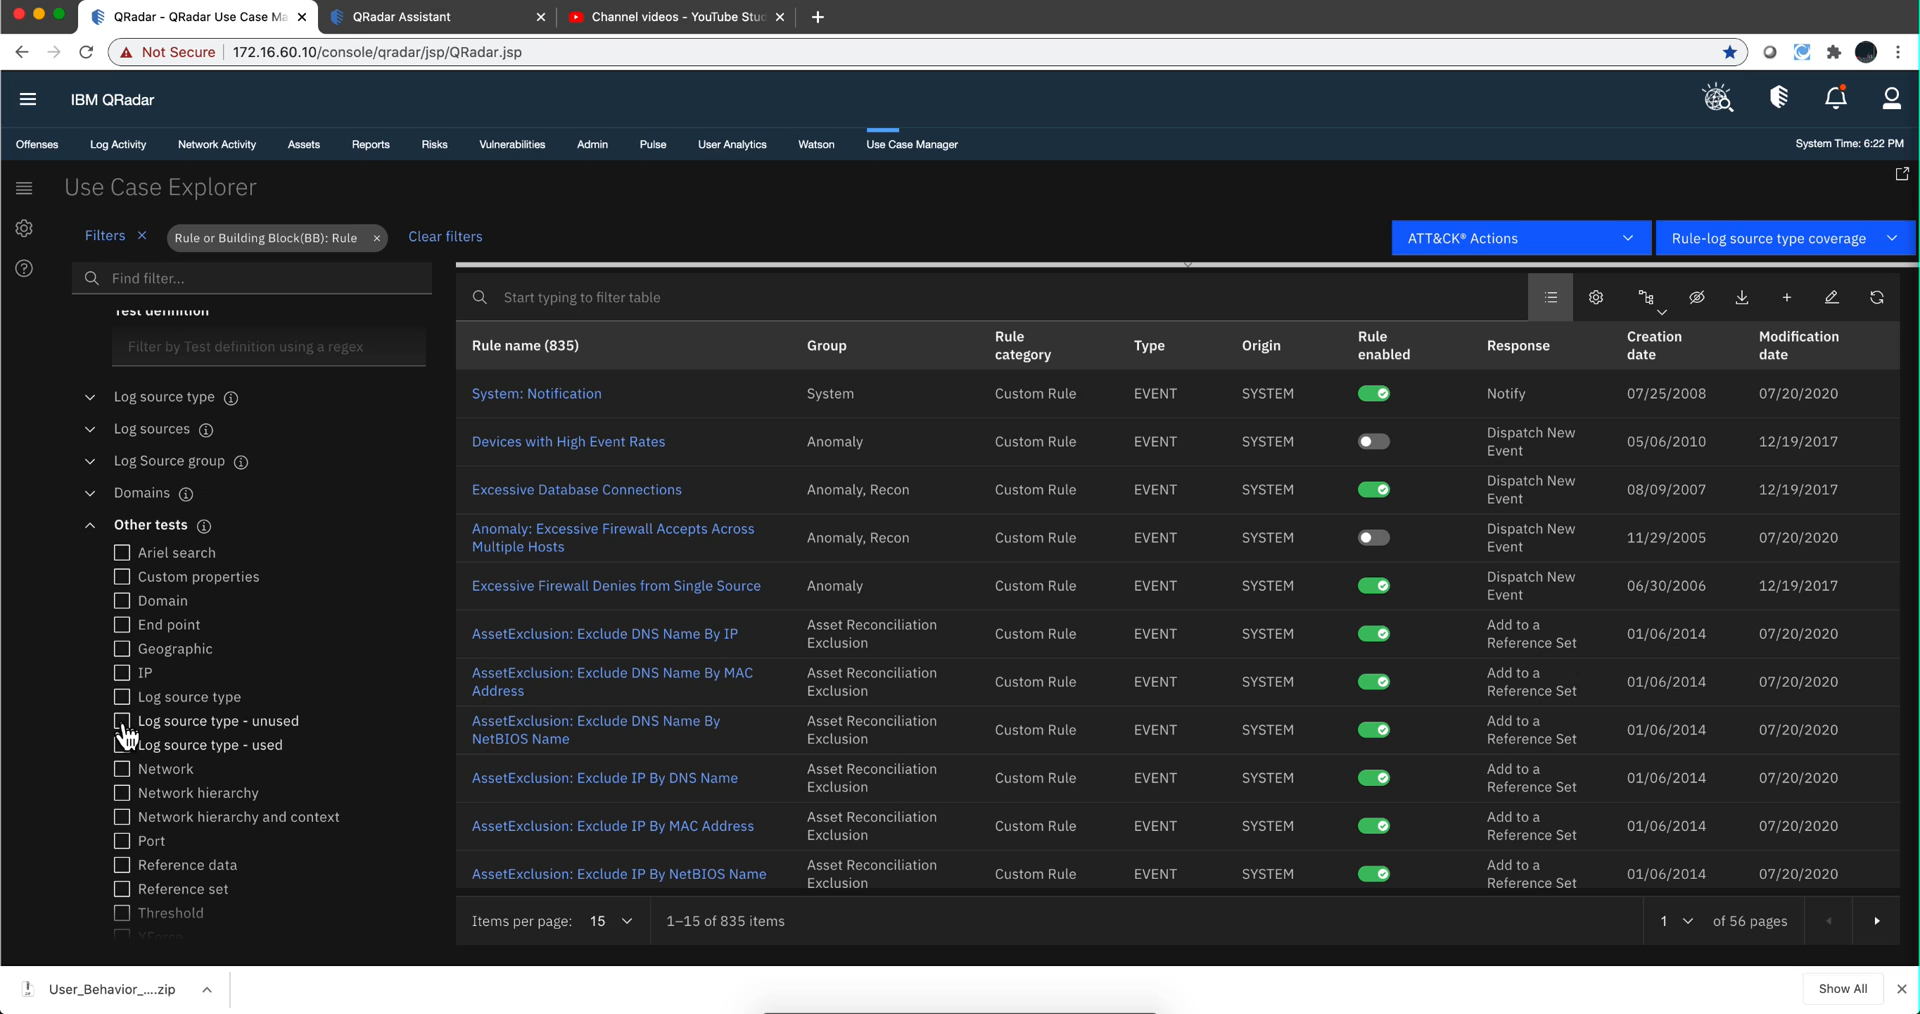 QRadar - QRadar Use Case Ma
QRadar Assistant
Channel videos - YouTube Stud
Not Secure
172.16.60.10/console/qradar/jsp/QRadar.jsp
IBM QRadar
Offenses
Log Activity
Network Activity
Assets
Reports
Risks
Vulnerabilities
Admin
Pulse
User Analytics
Watson
Use Case Manager
System Time: 6:22 PM
Use Case Explorer
Filters
Rule or Building Block(BB): Rule
Clear filters
ATT&CK® Actions
Rule-log source type coverage
Find filter...
Test definition
Filter by Test definition using a regex
Log source type
Log sources
Log Source group
Domains
Other tests
Ariel search
Custom properties
Domain
End point
Geographic
IP
Log source type
Log source type - unused
Log source type - used
Network
Network hierarchy
Network hierarchy and context
Port
Reference data
Reference set
Threshold
XForce
Start typing to filter table
Rule name (835) Group Rule category Type Origin Rule enabled Response Creation date Modification date
System: Notification System Custom Rule EVENT SYSTEM Notify 07/25/2008 07/20/2020
Devices with High Event Rates Anomaly Custom Rule EVENT SYSTEM Dispatch New Event 05/06/2010 12/19/2017
Excessive Database Connections Anomaly, Recon Custom Rule EVENT SYSTEM Dispatch New Event 08/09/2007 12/19/2017
Anomaly: Excessive Firewall Accepts Across Multiple Hosts Anomaly, Recon Custom Rule EVENT SYSTEM Dispatch New Event 11/29/2005 07/20/2020
Excessive Firewall Denies from Single Source Anomaly Custom Rule EVENT SYSTEM Dispatch New Event 06/30/2006 12/19/2017
AssetExclusion: Exclude DNS Name By IP Asset Reconciliation Exclusion Custom Rule EVENT SYSTEM Add to a Reference Set 01/06/2014 07/20/2020
AssetExclusion: Exclude DNS Name By MAC Address Asset Reconciliation Exclusion Custom Rule EVENT SYSTEM Add to a Reference Set 01/06/2014 07/20/2020
AssetExclusion: Exclude DNS Name By NetBIOS Name Asset Reconciliation Exclusion Custom Rule EVENT SYSTEM Add to a Reference Set 01/06/2014 07/20/2020
AssetExclusion: Exclude IP By DNS Name Asset Reconciliation Exclusion Custom Rule EVENT SYSTEM Add to a Reference Set 01/06/2014 07/20/2020
AssetExclusion: Exclude IP By MAC Address Asset Reconciliation Exclusion Custom Rule EVENT SYSTEM Add to a Reference Set 01/06/2014 07/20/2020
AssetExclusion: Exclude IP By NetBIOS Name Asset Reconciliation Exclusion Custom Rule EVENT SYSTEM Add to a Reference Set 01/06/2014 07/20/2020
Items per page: 15
1–15 of 835 items
1 of 56 pages
User_Behavior_....zip
Show All